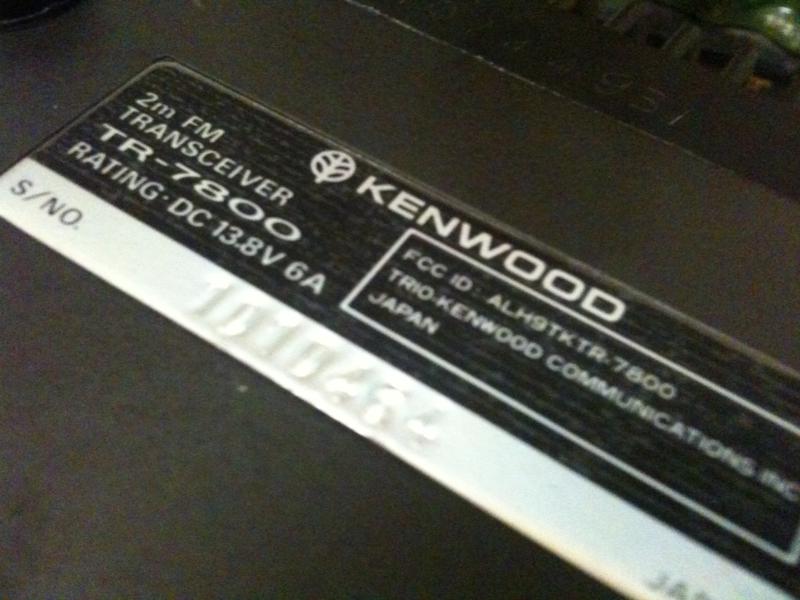 2m FM
TRANSCEIVER
TR-7800
RATING: DC 13.8V 6A
KENWOOD
FCC ID: ALH9TKTR-7800
TRIO-KENWOOD COMMUNICATIONS, INC
JAPAN
S/NO.